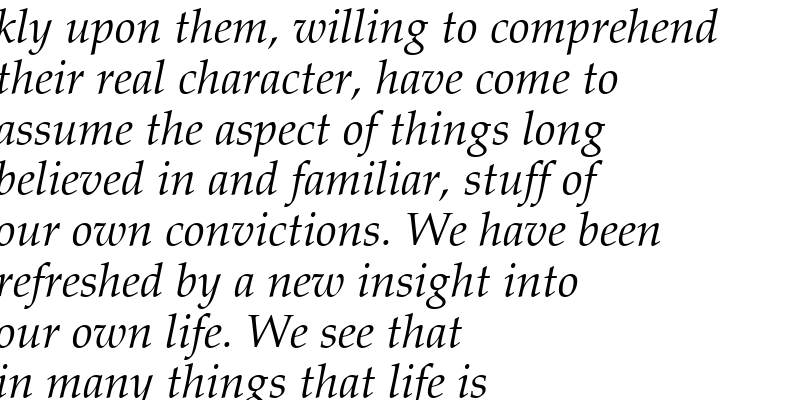 kly upon them, willing to comprehend
their real character, have come to
assume the aspect of things long
believed in and familiar, stuff of
our own convictions. We have been
refreshed by a new insight into
our own life. We see that
in many things that life is